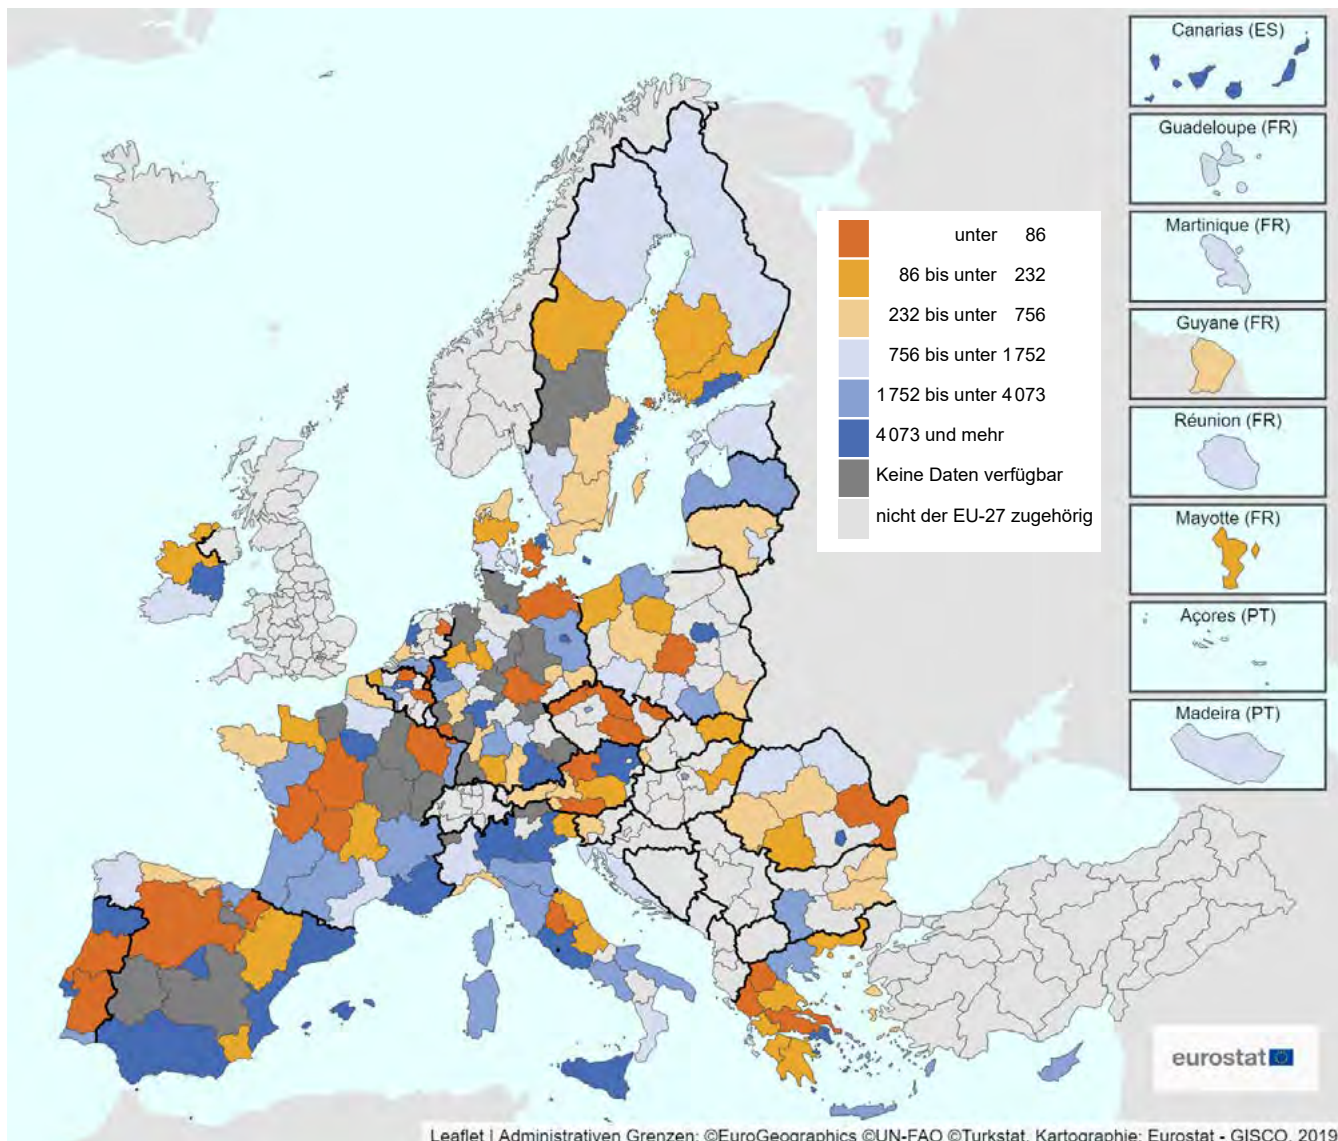 Canarias (ES)
Guadeloupe (FR)
Martinique (FR)
Guyane (FR)
Réunion (FR)
Mayotte (FR)
Açores (PT)
Madeira (PT)
unter 86
86 bis unter 232
232 bis unter 756
756 bis unter 1 752
1 752 bis unter 4 073
4 073 und mehr
Keine Daten verfügbar
nicht der EU-27 zugehörig
eurostat
Leaflet | Administrativen Grenzen: ©EuroGeographics ©UN-FAO ©Turkstat, Kartographie: Eurostat - GISCO, 2019